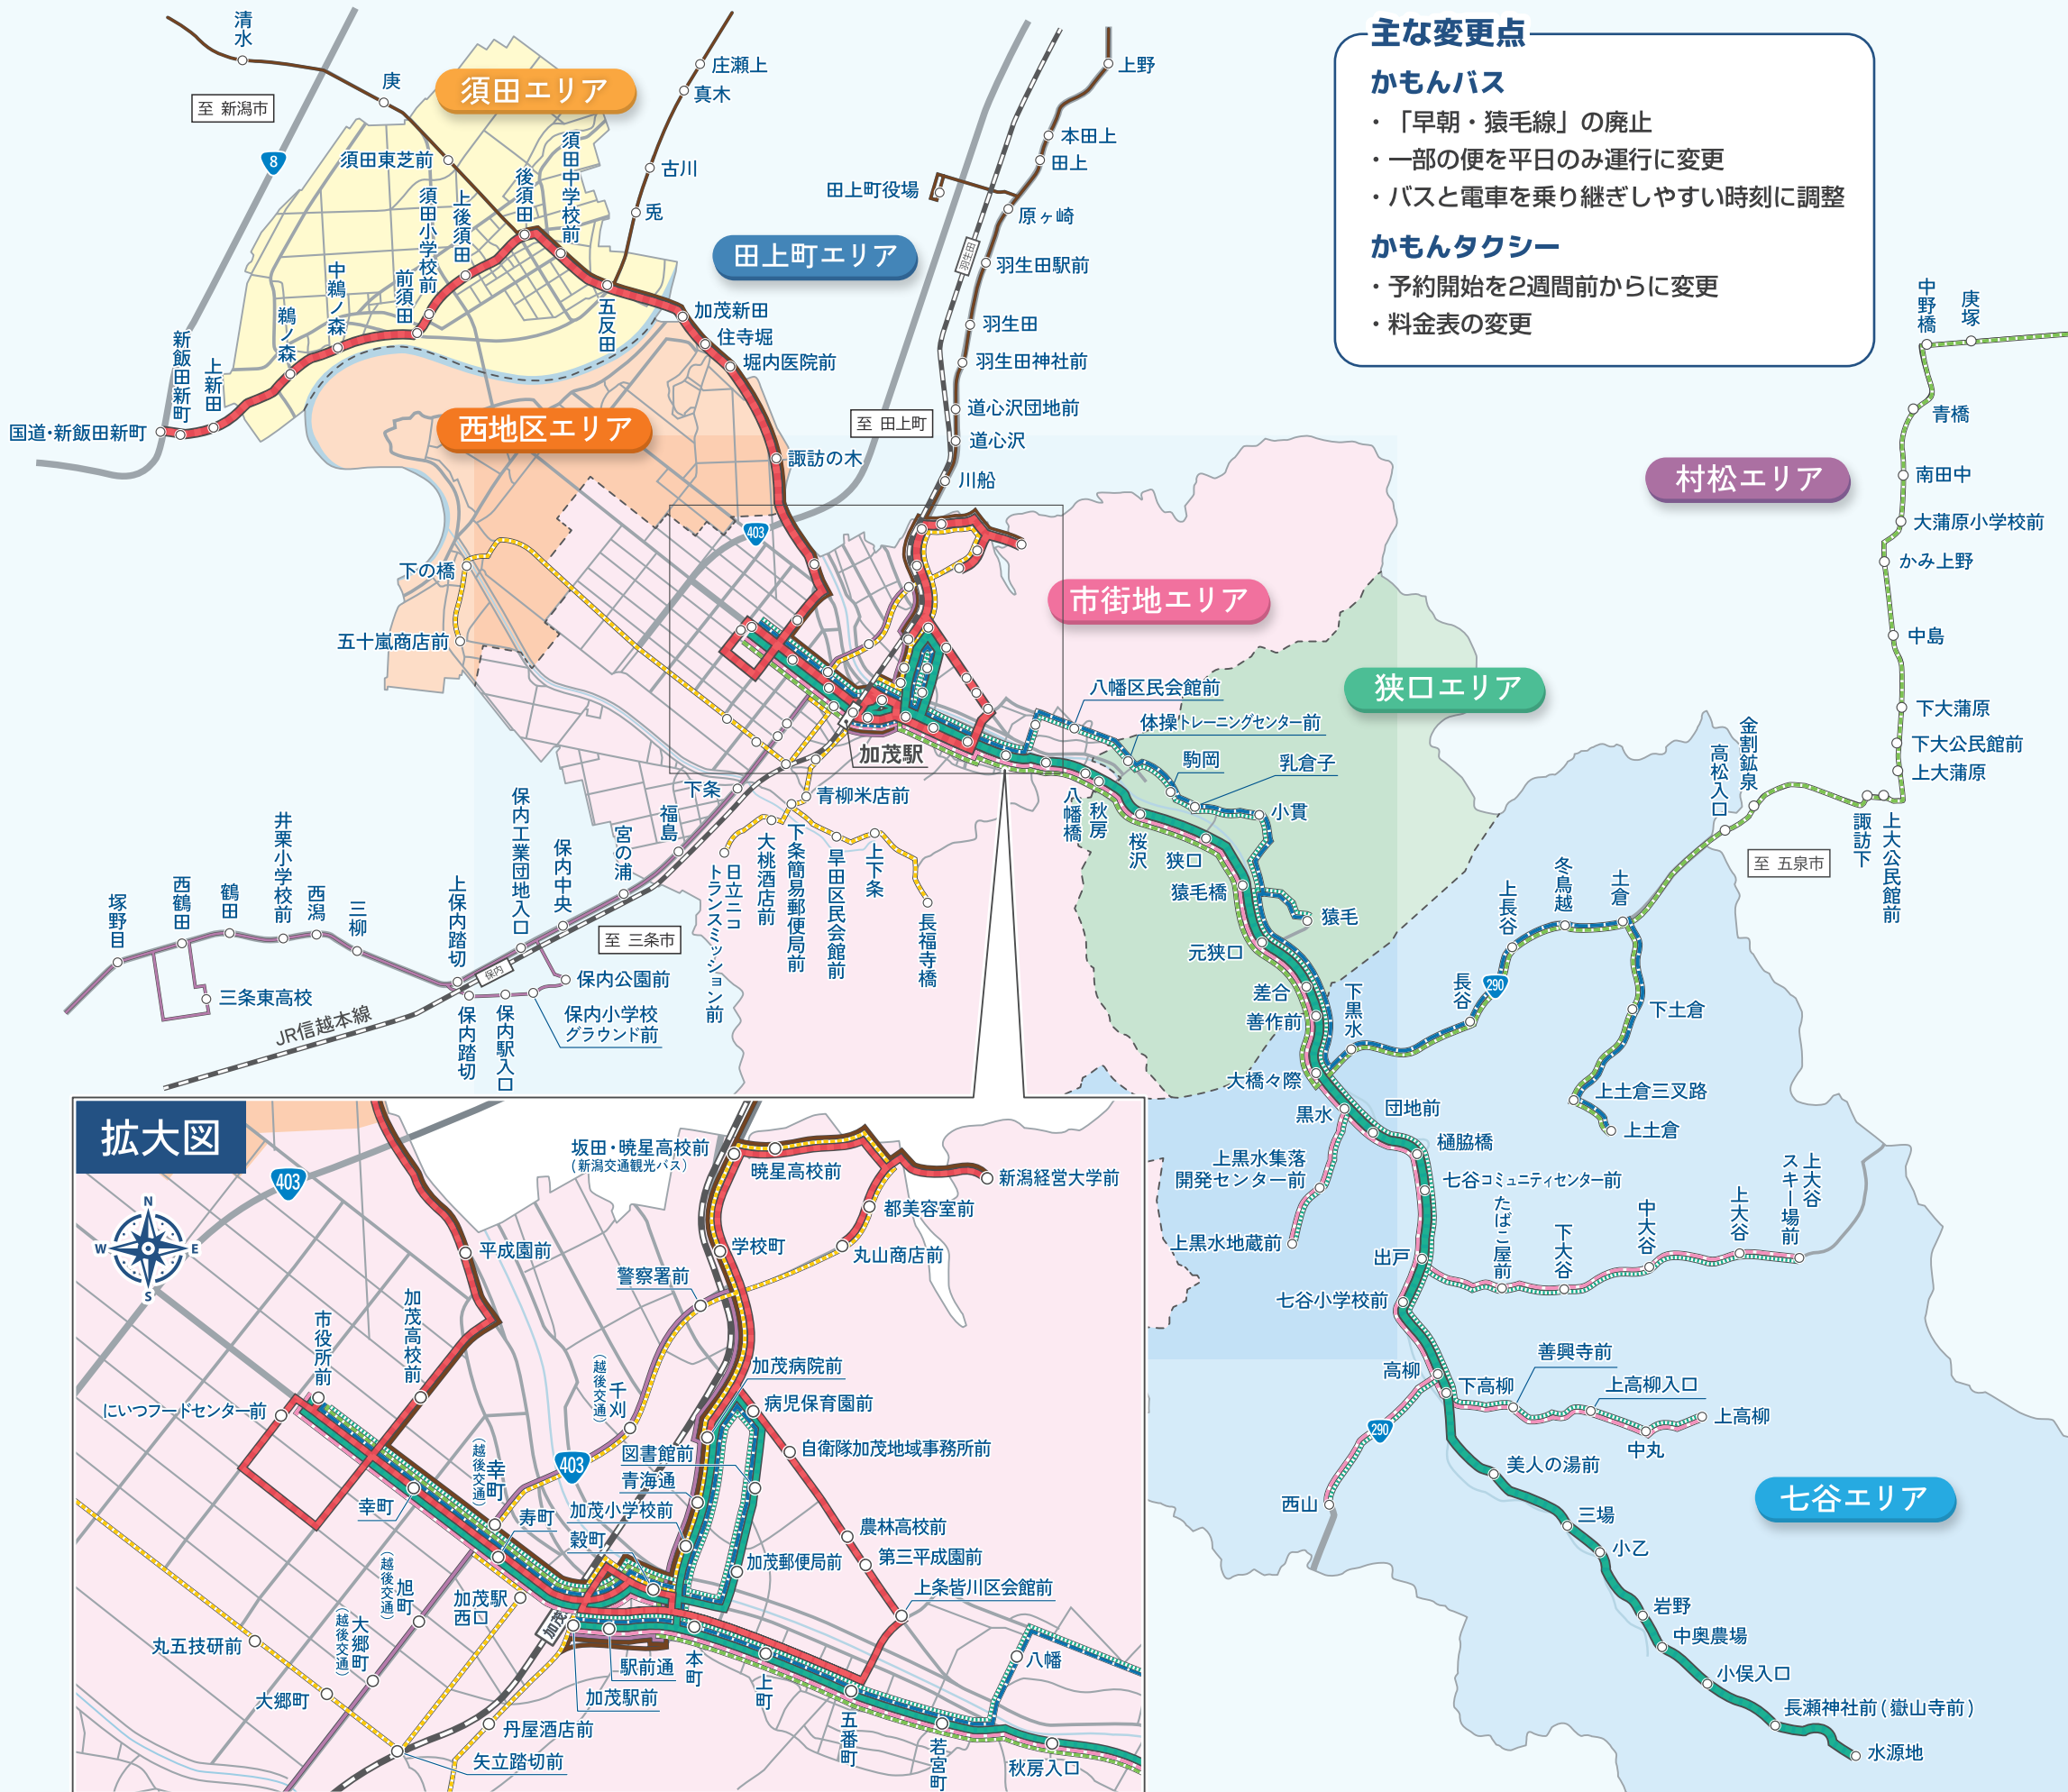 主な変更点
かもんバス
・「早朝・猿毛線」の廃止
・一部の便を平日のみ運行に変更
・バスと電車を乗り継ぎしやすい時刻に調整
かもんタクシー
・予約開始を2週間前からに変更
・料金表の変更
清水
庚
至 新潟市
8
須田エリア
須田東芝前
須田小学校前
上後須田
後須田
須田中学校前
中鵜ノ森
前須田
鵜ノ森
新飯田新町
上新田
国道・新飯田新町
五反田
庄瀬上
真木
古川
兎
加茂新田
住寺堀
堀内医院前
諏訪の木
西地区エリア
下の橋
五十嵐商店前
403
田上町エリア
上野
本田上
田上
田上町役場
原ヶ崎
羽生田
羽生田駅前
羽生田
羽生田神社前
道心沢団地前
道心沢
川船
至 田上町
市街地エリア
狭口エリア
村松エリア
中野橋
庚塚
青橋
南田中
大蒲原小学校前
かみ上野
中島
下大蒲原
下大公民館前
上大蒲原
上大公民館前
諏訪下
金割鉱泉
高松入口
至 五泉市
加茂駅
八幡区民会館前
体操トレーニングセンター前
駒岡
乳倉子
小貫
八幡橋
秋房
桜沢
狭口
猿毛橋
猿毛
元狭口
差合
善作前
下黒水
大橋々際
黒水
団地前
樋脇橋
上黒水集落
開発センター前
上黒水地蔵前
七谷コミュニティセンター前
出戸
七谷小学校前
たばこ屋前
下大谷
中大谷
上大谷
上大谷
スキー場前
長谷
290
上長谷
冬鳥越
土倉
下土倉
上土倉三叉路
上土倉
高柳
下高柳
善興寺前
上高柳入口
中丸
上高柳
290
西山
美人の湯前
七谷エリア
三場
小乙
岩野
中奥農場
小俣入口
長瀬神社前(嶽山寺前)
水源地
下条
福島
宮の浦
保内中央
保内工業団地入口
上保内踏切
三柳
西潟
井栗小学校前
鶴田
西鶴田
塚野目
三条東高校
至 三条市
保内
保内公園前
保内小学校
グラウンド前
保内駅入口
保内踏切
JR信越本線
青柳米店前
日立ニコ
トランスミッション前
大桃酒店前
下条簡易郵便局前
皇田区民会館前
上下条
長福寺橋
拡大図
N
W
E
S
403
坂田・暁星高校前
(新潟交通観光バス)
暁星高校前
新潟経営大学前
都美容室前
丸山商店前
学校町
警察署前
平成園前
加茂高校前
市役所前
にいつフードセンター前
幸町
幸町
(越後交通)
寿町
千刈
(越後交通)
403
加茂病院前
病児保育園前
図書館前
自衛隊加茂地域事務所前
青海通
加茂小学校前
穀町
農林高校前
加茂郵便局前
第三平成園前
上条皆川区会館前
旭町
(越後交通)
大郷町
(越後交通)
加茂駅
西口
加茂
丸五技研前
大郷町
駅前通
加茂駅前
丹屋酒店前
矢立踏切前
本町
上町
五番町
若宮町
八幡
秋房入口